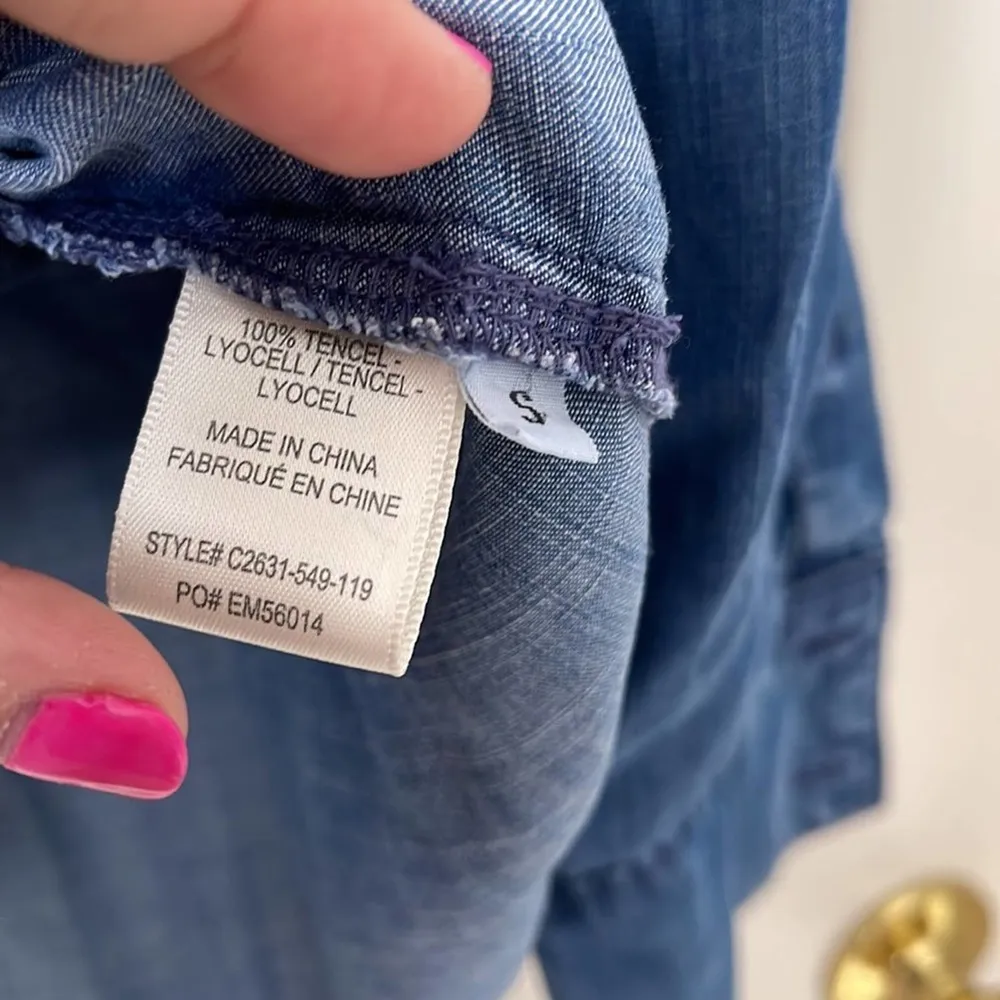 100% TENCEL -
LYOCELL / TENCEL -
LYOCELL
MADE IN CHINA
FABRIQUÉ EN CHINE
STYLE# C2631-549-119
PO# EM56014
S